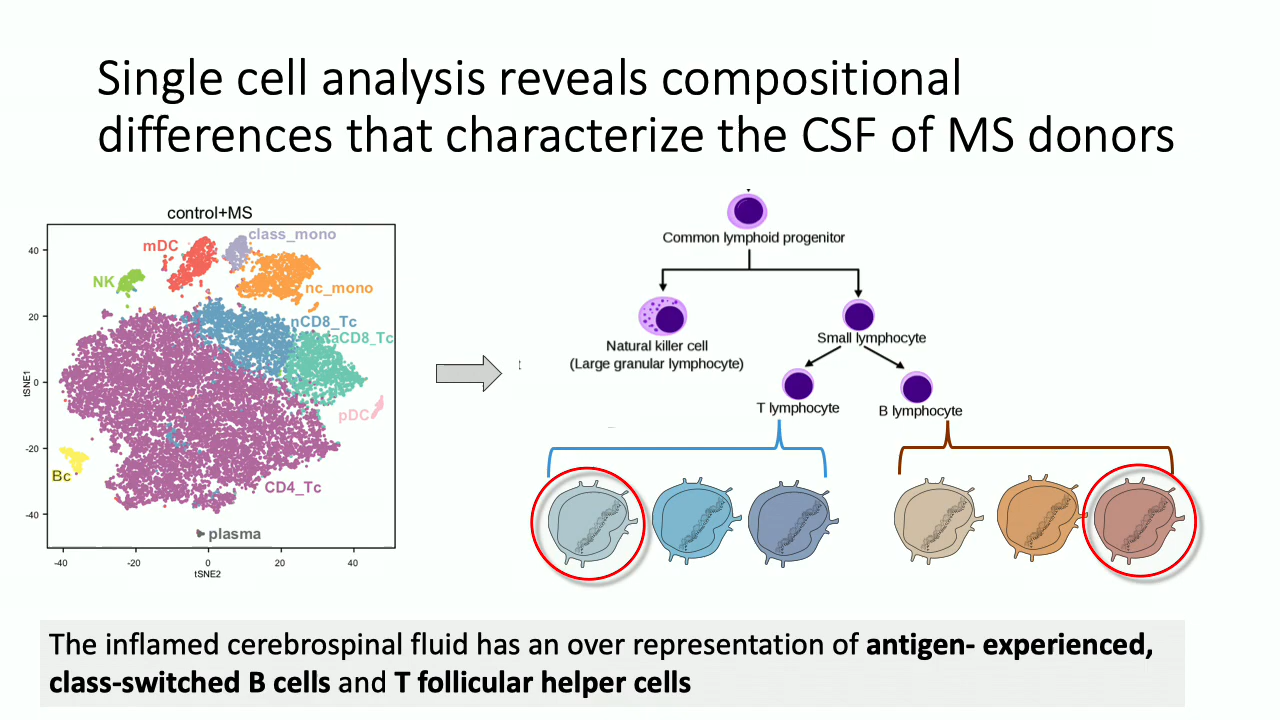 Single cell analysis reveals compositional
differences that characterize the CSF of MS donors
control+MS
mDC
class_mono
NK
nc_mono
nCD8_Tc
aCD8_Tc
pDC
Bc
CD4_Tc
plasma
tSNE1
40
20
0
-20
-40
-40
-20
0
20
40
tSNE2
t
Common lymphoid progenitor
Natural killer cell
(Large granular lymphocyte)
Small lymphocyte
T lymphocyte
B lymphocyte
The inflamed cerebrospinal fluid has an over representation of antigen- experienced,
class-switched B cells and T follicular helper cells